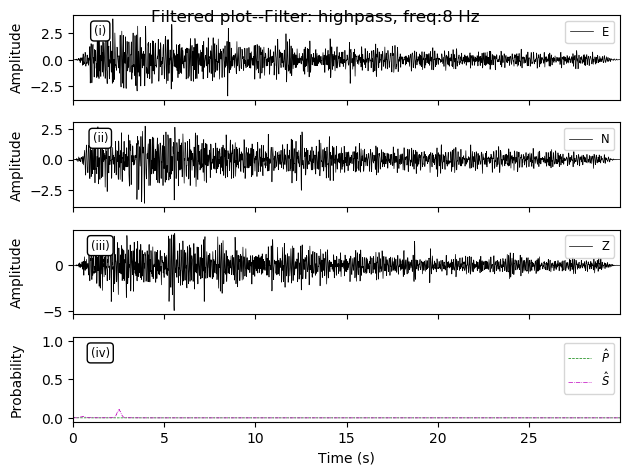 Filtered plot--Filter: highpass, freq:8 Hz
(i)
E
Amplitude
2.5
0.0
−2.5
(ii)
N
Amplitude
2.5
0.0
−2.5
(iii)
Z
Amplitude
0
−5
(iv)
P̂
Ŝ
Probability
1.0
0.5
0.0
0 5 10 15 20 25
Time (s)